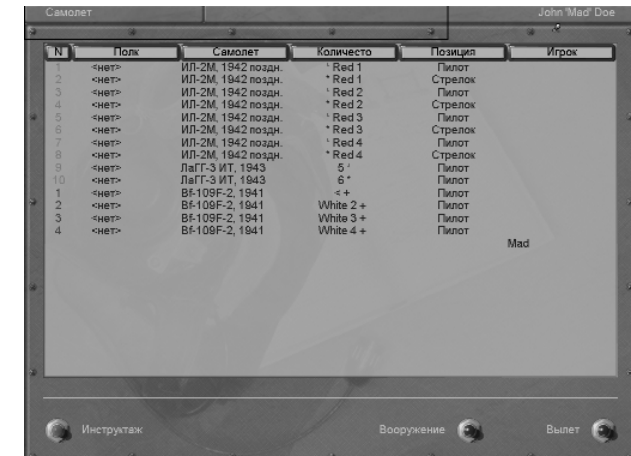 Самолет John "Mad" Doe
N Полк Самолет Количесто Позиция Игрок
1 <нет> ИЛ-2М, 1942 поздн. * Red 1 Пилот
2 <нет> ИЛ-2М, 1942 поздн. * Red 1 Стрелок
3 <нет> ИЛ-2М, 1942 поздн. * Red 2 Пилот
4 <нет> ИЛ-2М, 1942 поздн. * Red 2 Стрелок
5 <нет> ИЛ-2М, 1942 поздн. * Red 3 Пилот
6 <нет> ИЛ-2М, 1942 поздн. * Red 3 Стрелок
7 <нет> ИЛ-2М, 1942 поздн. * Red 4 Пилот
8 <нет> ИЛ-2М, 1942 поздн. * Red 4 Стрелок
9 <нет> ЛаГГ-3 ИТ, 1943 5 * Пилот
10 <нет> ЛаГГ-3 ИТ, 1943 6 * Пилот
1 <нет> Bf-109F-2, 1941 < + Пилот
2 <нет> Bf-109F-2, 1941 White 2 + Пилот
3 <нет> Bf-109F-2, 1941 White 3 + Пилот
4 <нет> Bf-109F-2, 1941 White 4 + Пилот
Mad
Инструктаж Вооружение Вылет